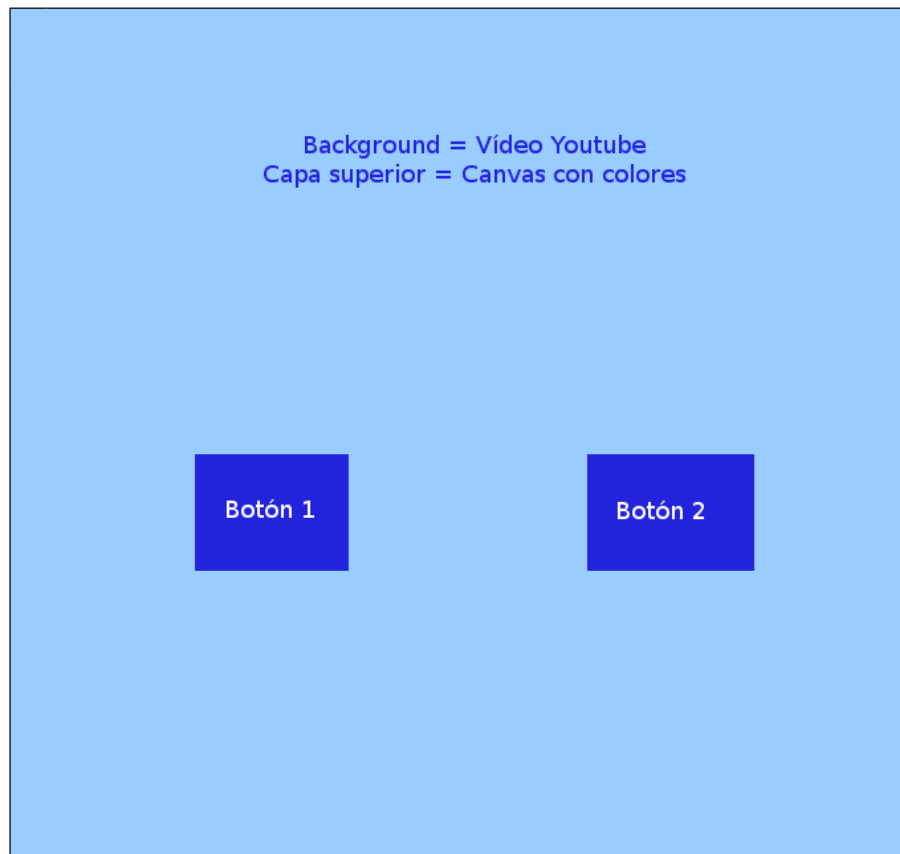 Background = Vídeo Youtube
Capa superior = Canvas con colores
Botón 1
Botón 2